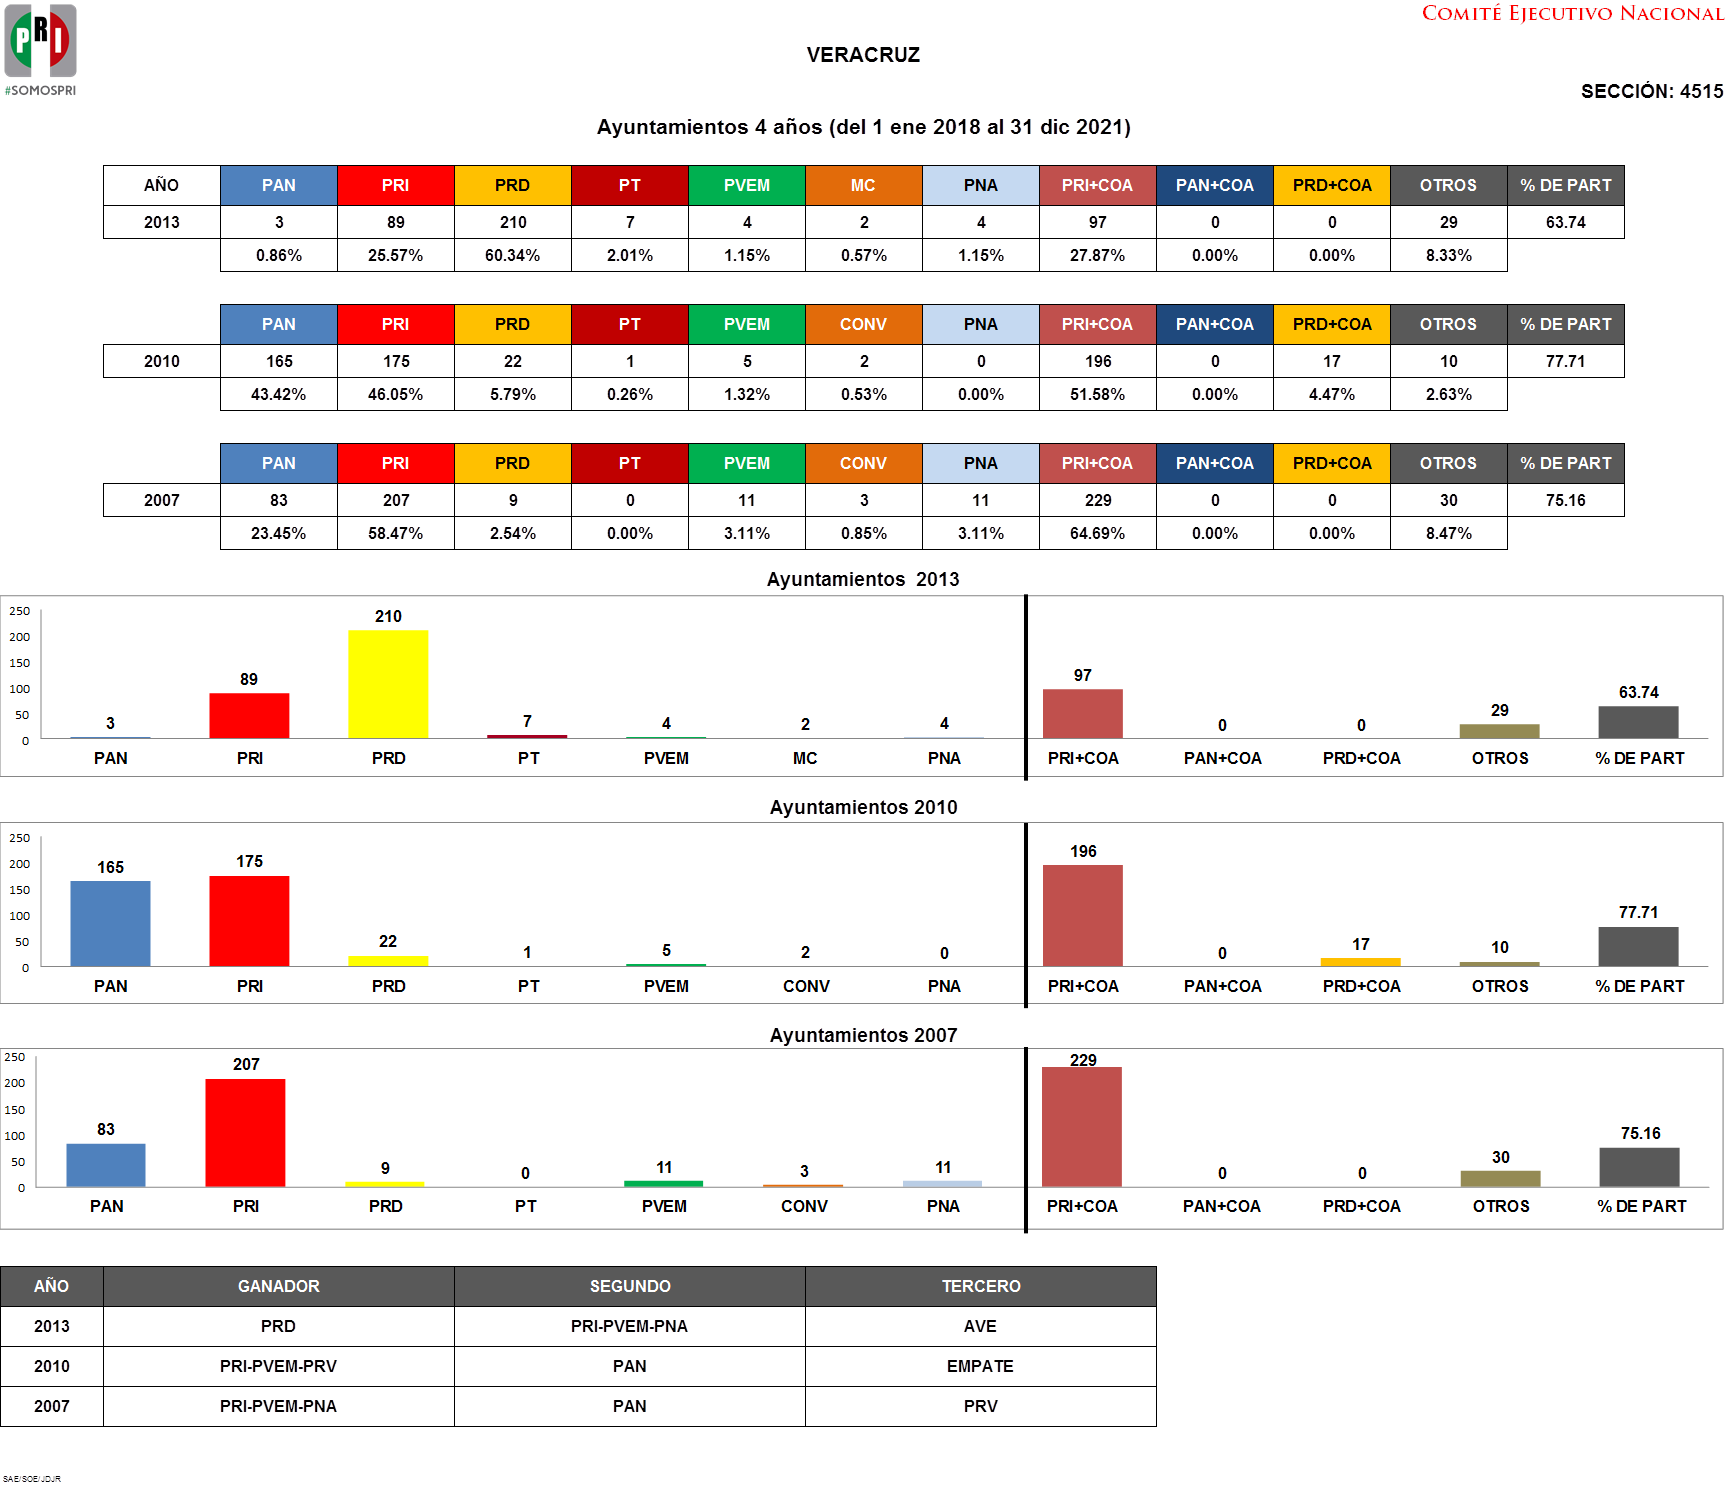 PRI
#SOMOSPRI
COMITÉ EJECUTIVO NACIONAL
VERACRUZ
SECCIÓN: 4515
Ayuntamientos 4 años (del 1 ene 2018 al 31 dic 2021)
AÑO PAN PRI PRD PT PVEM MC PNA PRI+COA PAN+COA PRD+COA OTROS % DE PART
2013 3 89 210 7 4 2 4 97 0 0 29 63.74
0.86% 25.57% 60.34% 2.01% 1.15% 0.57% 1.15% 27.87% 0.00% 0.00% 8.33%
PAN PRI PRD PT PVEM CONV PNA PRI+COA PAN+COA PRD+COA OTROS % DE PART
2010 165 175 22 1 5 2 0 196 0 17 10 77.71
43.42% 46.05% 5.79% 0.26% 1.32% 0.53% 0.00% 51.58% 0.00% 4.47% 2.63%
PAN PRI PRD PT PVEM CONV PNA PRI+COA PAN+COA PRD+COA OTROS % DE PART
2007 83 207 9 0 11 3 11 229 0 0 30 75.16
23.45% 58.47% 2.54% 0.00% 3.11% 0.85% 3.11% 64.69% 0.00% 0.00% 8.47%
Ayuntamientos 2013
250
200
150
100
50
0
3 89 210 7 4 2 4 97 0 0 29 63.74
PAN PRI PRD PT PVEM MC PNA PRI+COA PAN+COA PRD+COA OTROS % DE PART
Ayuntamientos 2010
250
200
150
100
50
0
165 175 22 1 5 2 0 196 0 17 10 77.71
PAN PRI PRD PT PVEM CONV PNA PRI+COA PAN+COA PRD+COA OTROS % DE PART
Ayuntamientos 2007
250
200
150
100
50
0
83 207 9 0 11 3 11 229 0 0 30 75.16
PAN PRI PRD PT PVEM CONV PNA PRI+COA PAN+COA PRD+COA OTROS % DE PART
AÑO GANADOR SEGUNDO TERCERO
2013 PRD PRI-PVEM-PNA AVE
2010 PRI-PVEM-PRV PAN EMPATE
2007 PRI-PVEM-PNA PAN PRV
SAE/SOE/JDJR